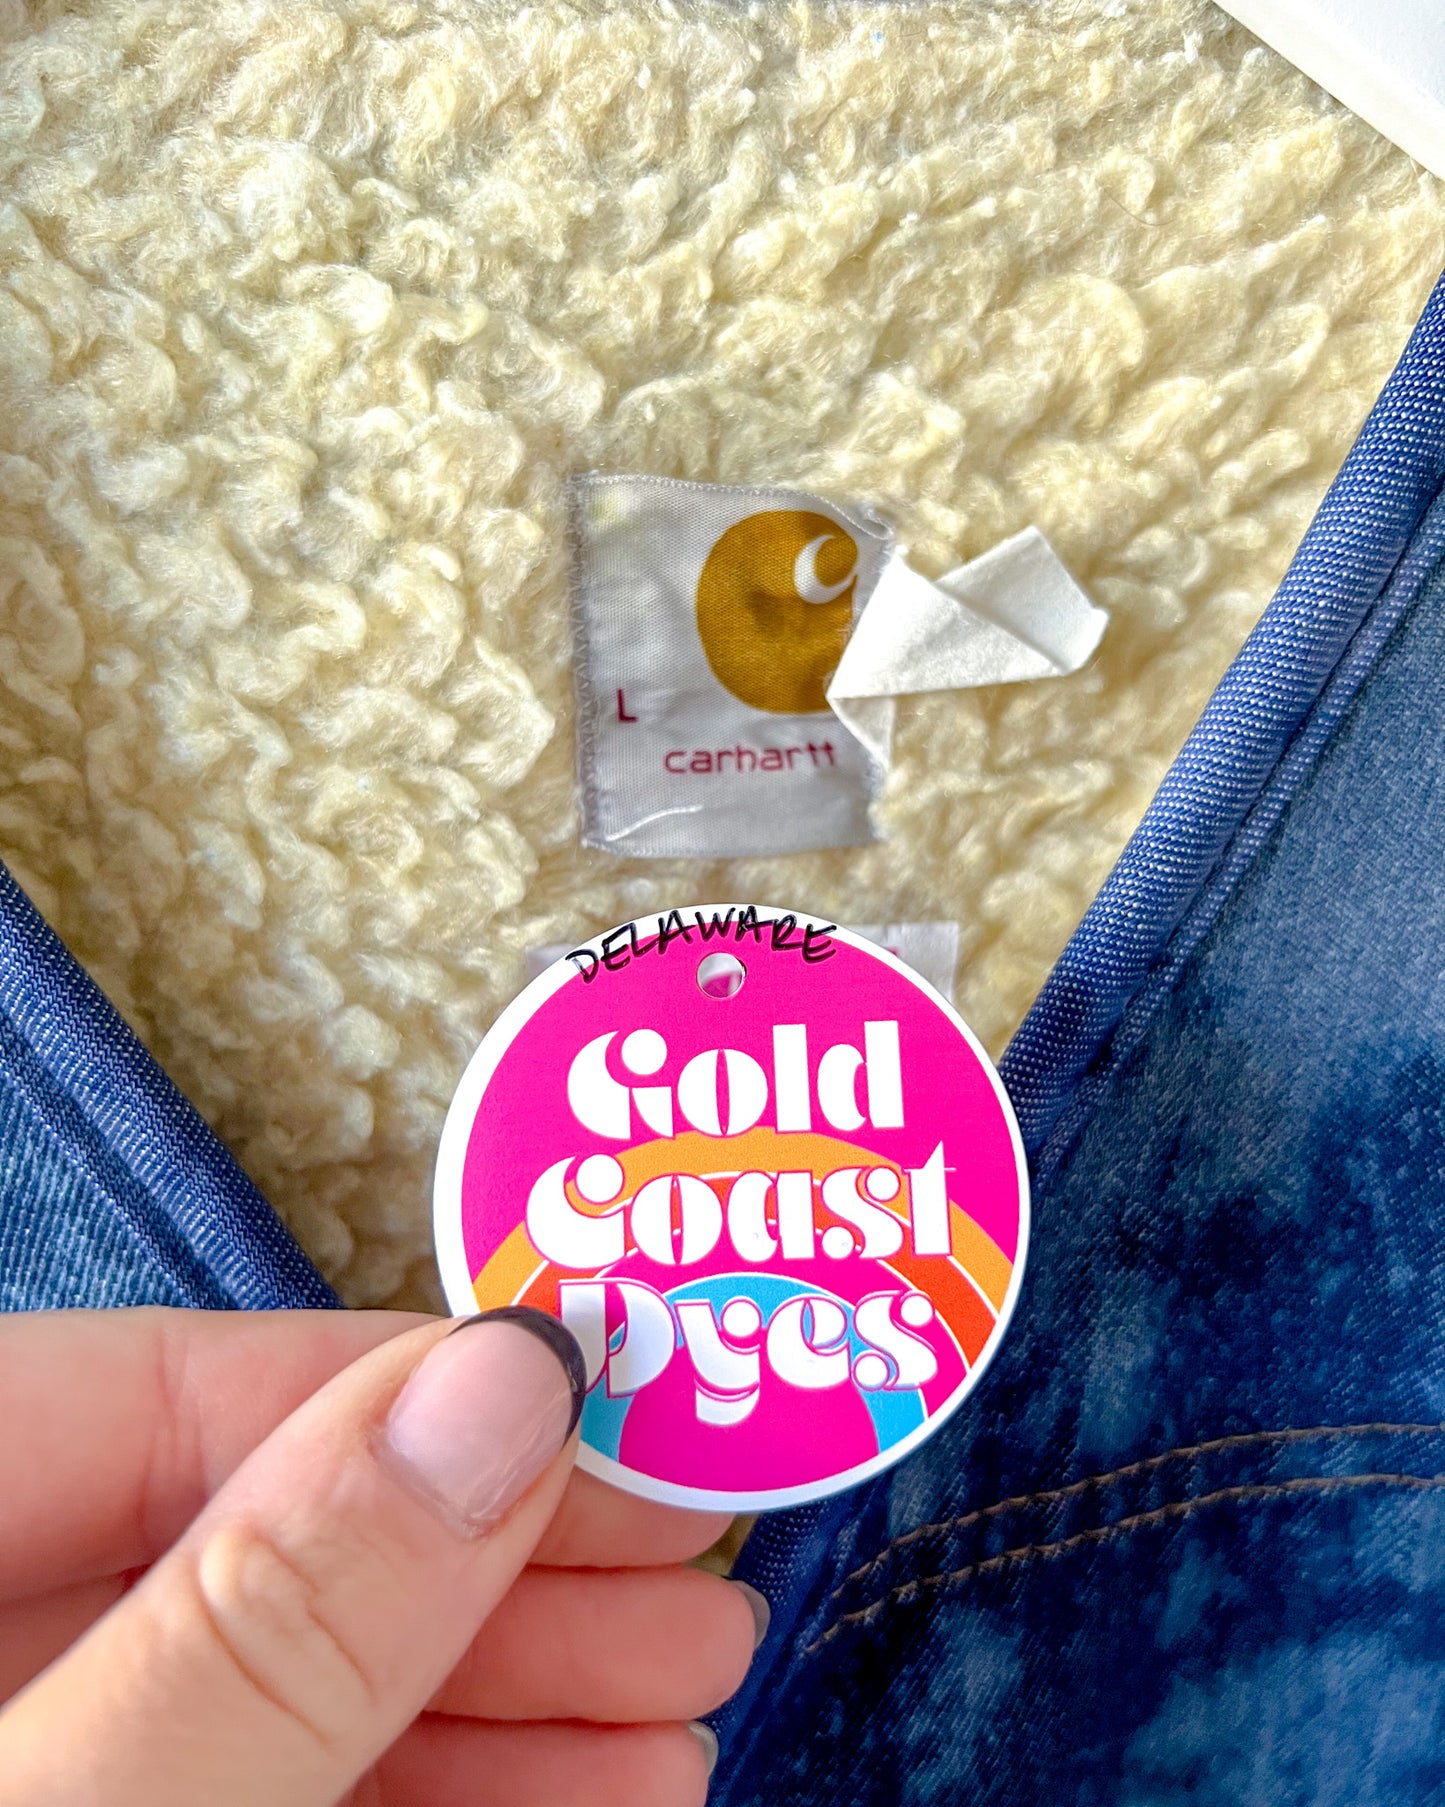 L
carhartt
DELAWARE
Gold
Coast
Dyes